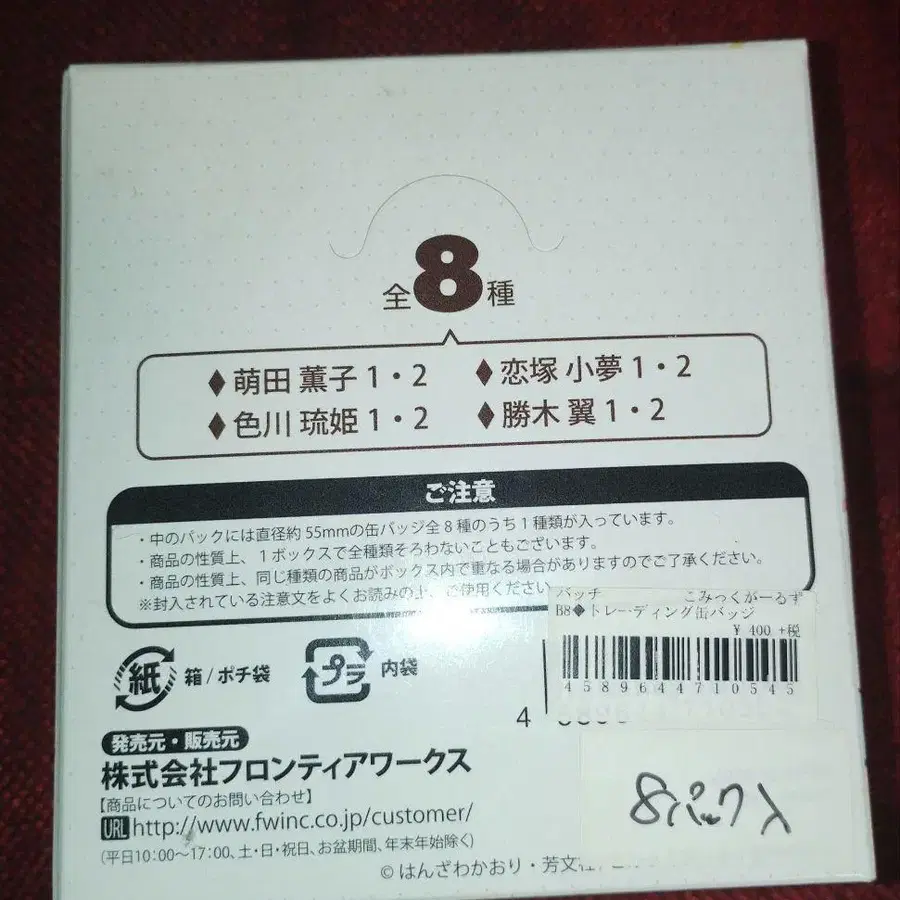 全8種
♦萌田 薫子 1・2 ♦恋塚 小夢 1・2
♦色川 琉姫 1・2 ♦勝木 翼 1・2
ご注意
・中のパックには直径約 55mmの缶バッジ全 8 種のうち 1 種類が入っています。
・商品の性質上、1 ボックスで全種類そろわないこともございます。
・商品の性質上、同じ種類の商品がボックス内で重なる場合がありますのでご了承ください。
※封入されている注意文をよくお読みの上、ご使用ください
バッチ こみっくがーるず
B8◆トレーディング缶バッジ
¥ 400 +税
4589644710545
紙 箱 / ポチ袋 プラ 内袋
4
発売元・販売元
株式会社フロンティアワークス
【商品についてのお問い合わせ】
URL http://www.fwinc.co.jp/customer/
(平日10:00〜17:00、土・日・祝日、お盆期間、年末年始除く)
8パック入
©はんざわかおり・芳文社